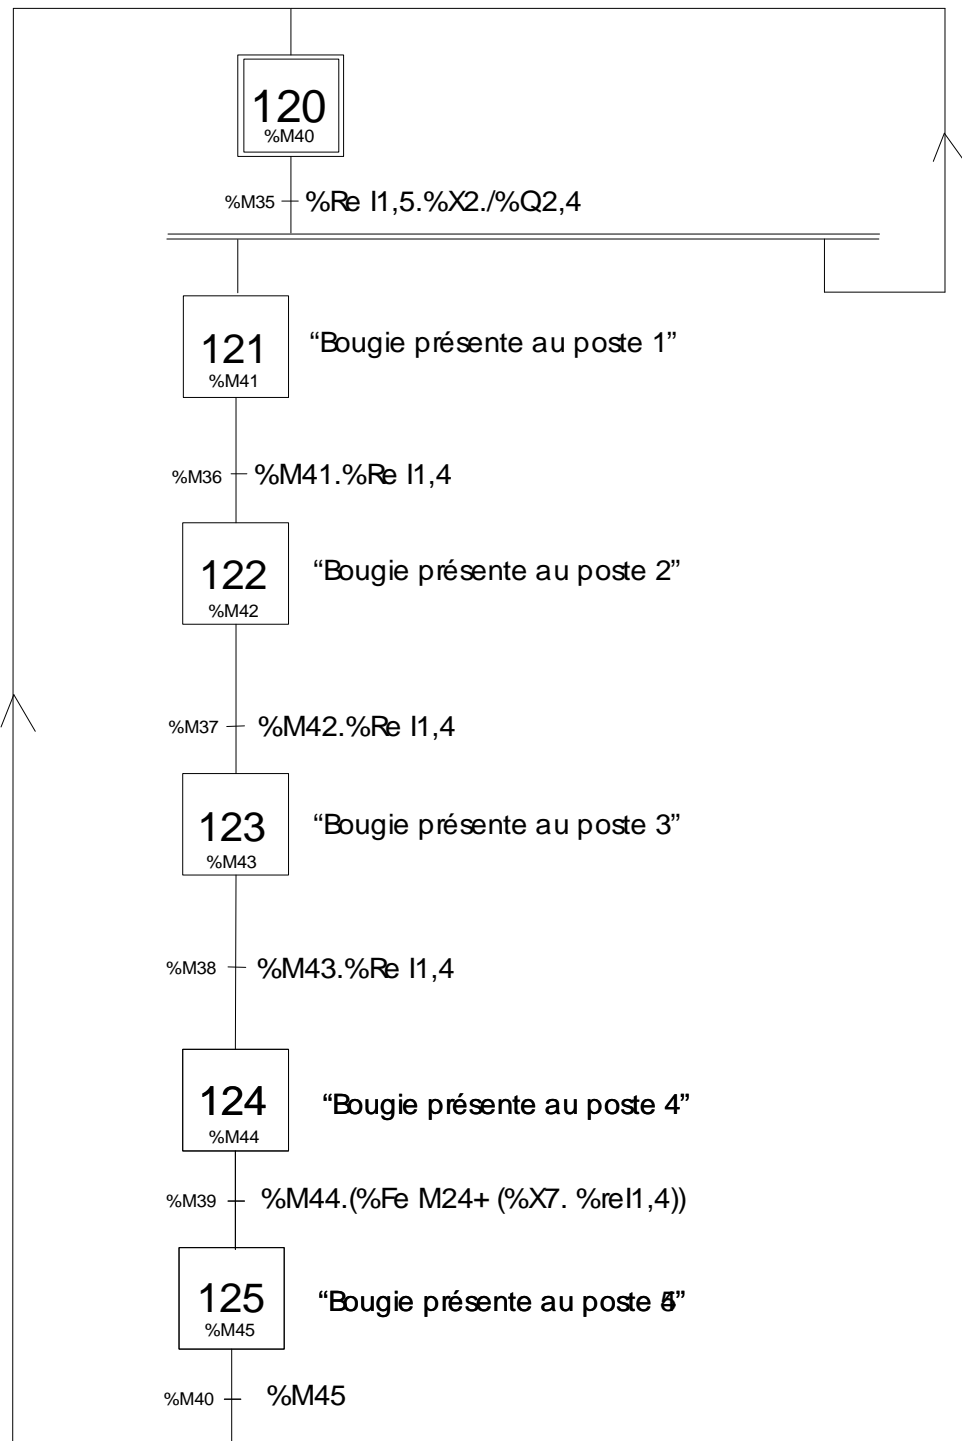 120
%M40
%M35 %Re I1,5.%X2./%Q2,4
121
%M41
“Bougie présente au poste 1”
%M36 %M41.%Re I1,4
122
%M42
“Bougie présente au poste 2”
%M37 %M42.%Re I1,4
123
%M43
“Bougie présente au poste 3”
%M38 %M43.%Re I1,4
124
%M44
“Bougie présente au poste 4”
%M39 %M44.(%Fe M24+ (%X7. %reI1,4))
125
%M45
“Bougie présente au poste ”
%M40 %M45